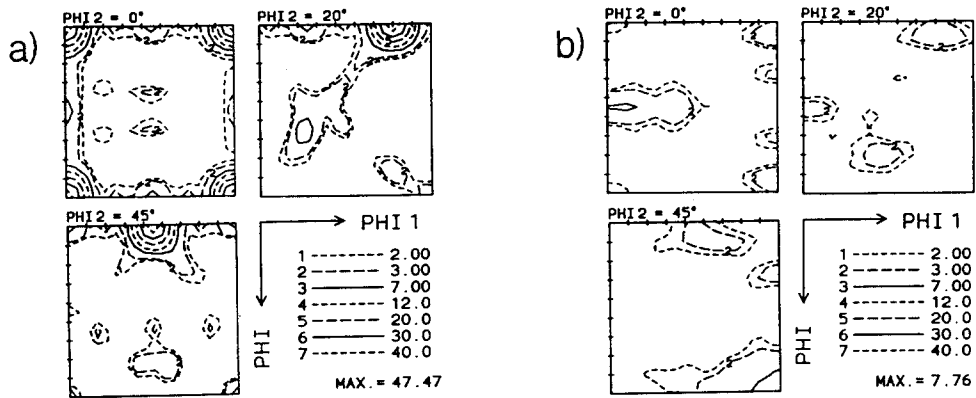 a)
PHI2 = 0°
PHI2 = 20°
PHI2 = 45°
PHI 1
PHI
1 2.00
2 3.00
3 7.00
4 12.0
5 20.0
6 30.0
7 40.0
MAX. = 47.47
b)
PHI2 = 0°
PHI2 = 20°
PHI2 = 45°
PHI 1
PHI
1 2.00
2 3.00
3 7.00
4 12.0
5 20.0
6 30.0
7 40.0
MAX. = 7.76